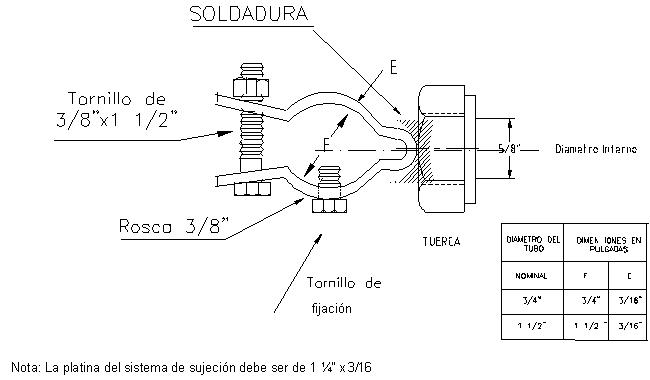 SOLDADURA
E
Tornillo de
3/8"x1 1/2"
F
5/8"
Diametro Interno
Rosca 3/8"
TUERCA
Tornillo de
fijación
DIAMETRO DEL TUBO | DIMENSIONES EN PULGADAS
NOMINAL | F | E
3/4" | 3/4" | 3/16"
1 1/2" | 1 1/2" | 3/16"
Nota: La platina del sistema de sujeción debe ser de 1 ¼" x 3/16